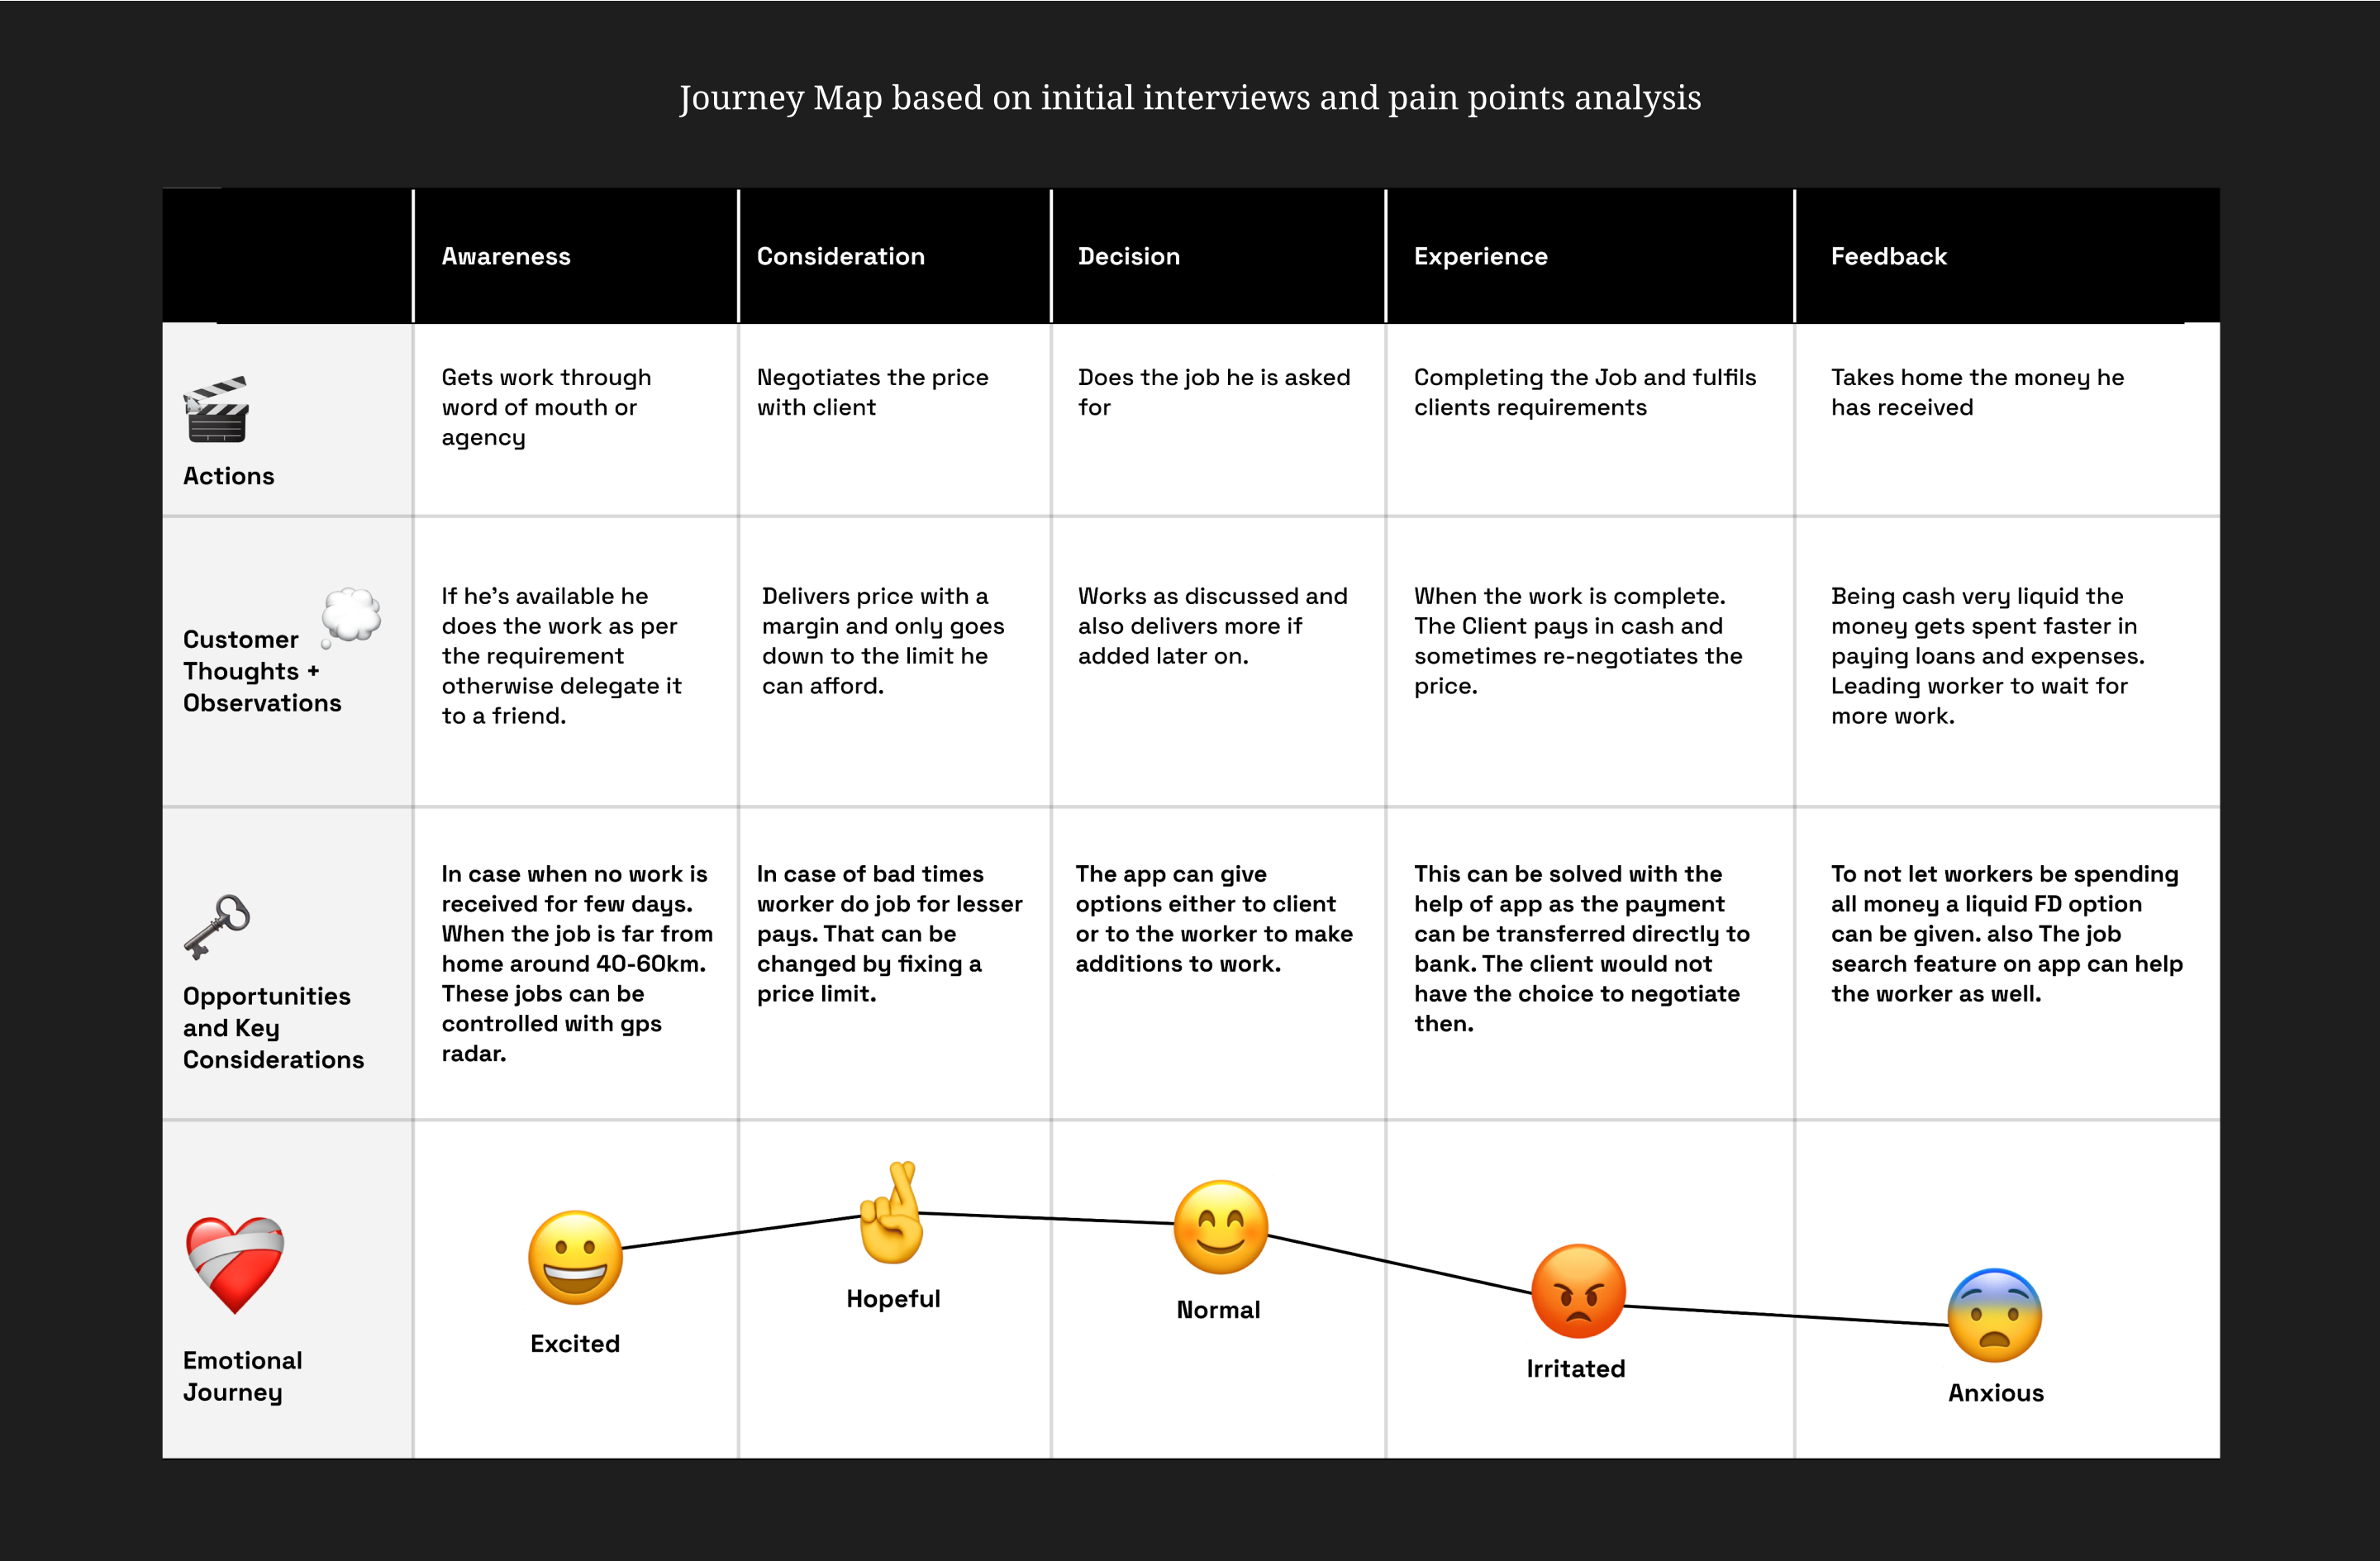 Journey Map based on initial interviews and pain points analysis
Awareness
Consideration
Decision
Experience
Feedback
Actions
Gets work through
word of mouth or
agency
Negotiates the price
with client
Does the job he is asked
for
Completing the Job and fulfils
clients requirements
Takes home the money he
has received
Customer
Thoughts +
Observations
If he's available he
does the work as per
the requirement
otherwise delegate it
to a friend.
Delivers price with a
margin and only goes
down to the limit he
can afford.
Works as discussed and
also delivers more if
added later on.
When the work is complete.
The Client pays in cash and
sometimes re-negotiates the
price.
Being cash very liquid the
money gets spent faster in
paying loans and expenses.
Leading worker to wait for
more work.
Opportunities
and Key
Considerations
In case when no work is
received for few days.
When the job is far from
home around 40-60km.
These jobs can be
controlled with gps
radar.
In case of bad times
worker do job for lesser
pays. That can be
changed by fixing a
price limit.
The app can give
options either to client
or to the worker to make
additions to work.
This can be solved with the
help of app as the payment
can be transferred directly to
bank. The client would not
have the choice to negotiate
then.
To not let workers be spending
all money a liquid FD option
can be given. also The job
search feature on app can help
the worker as well.
Emotional
Journey
Excited
Hopeful
Normal
Irritated
Anxious